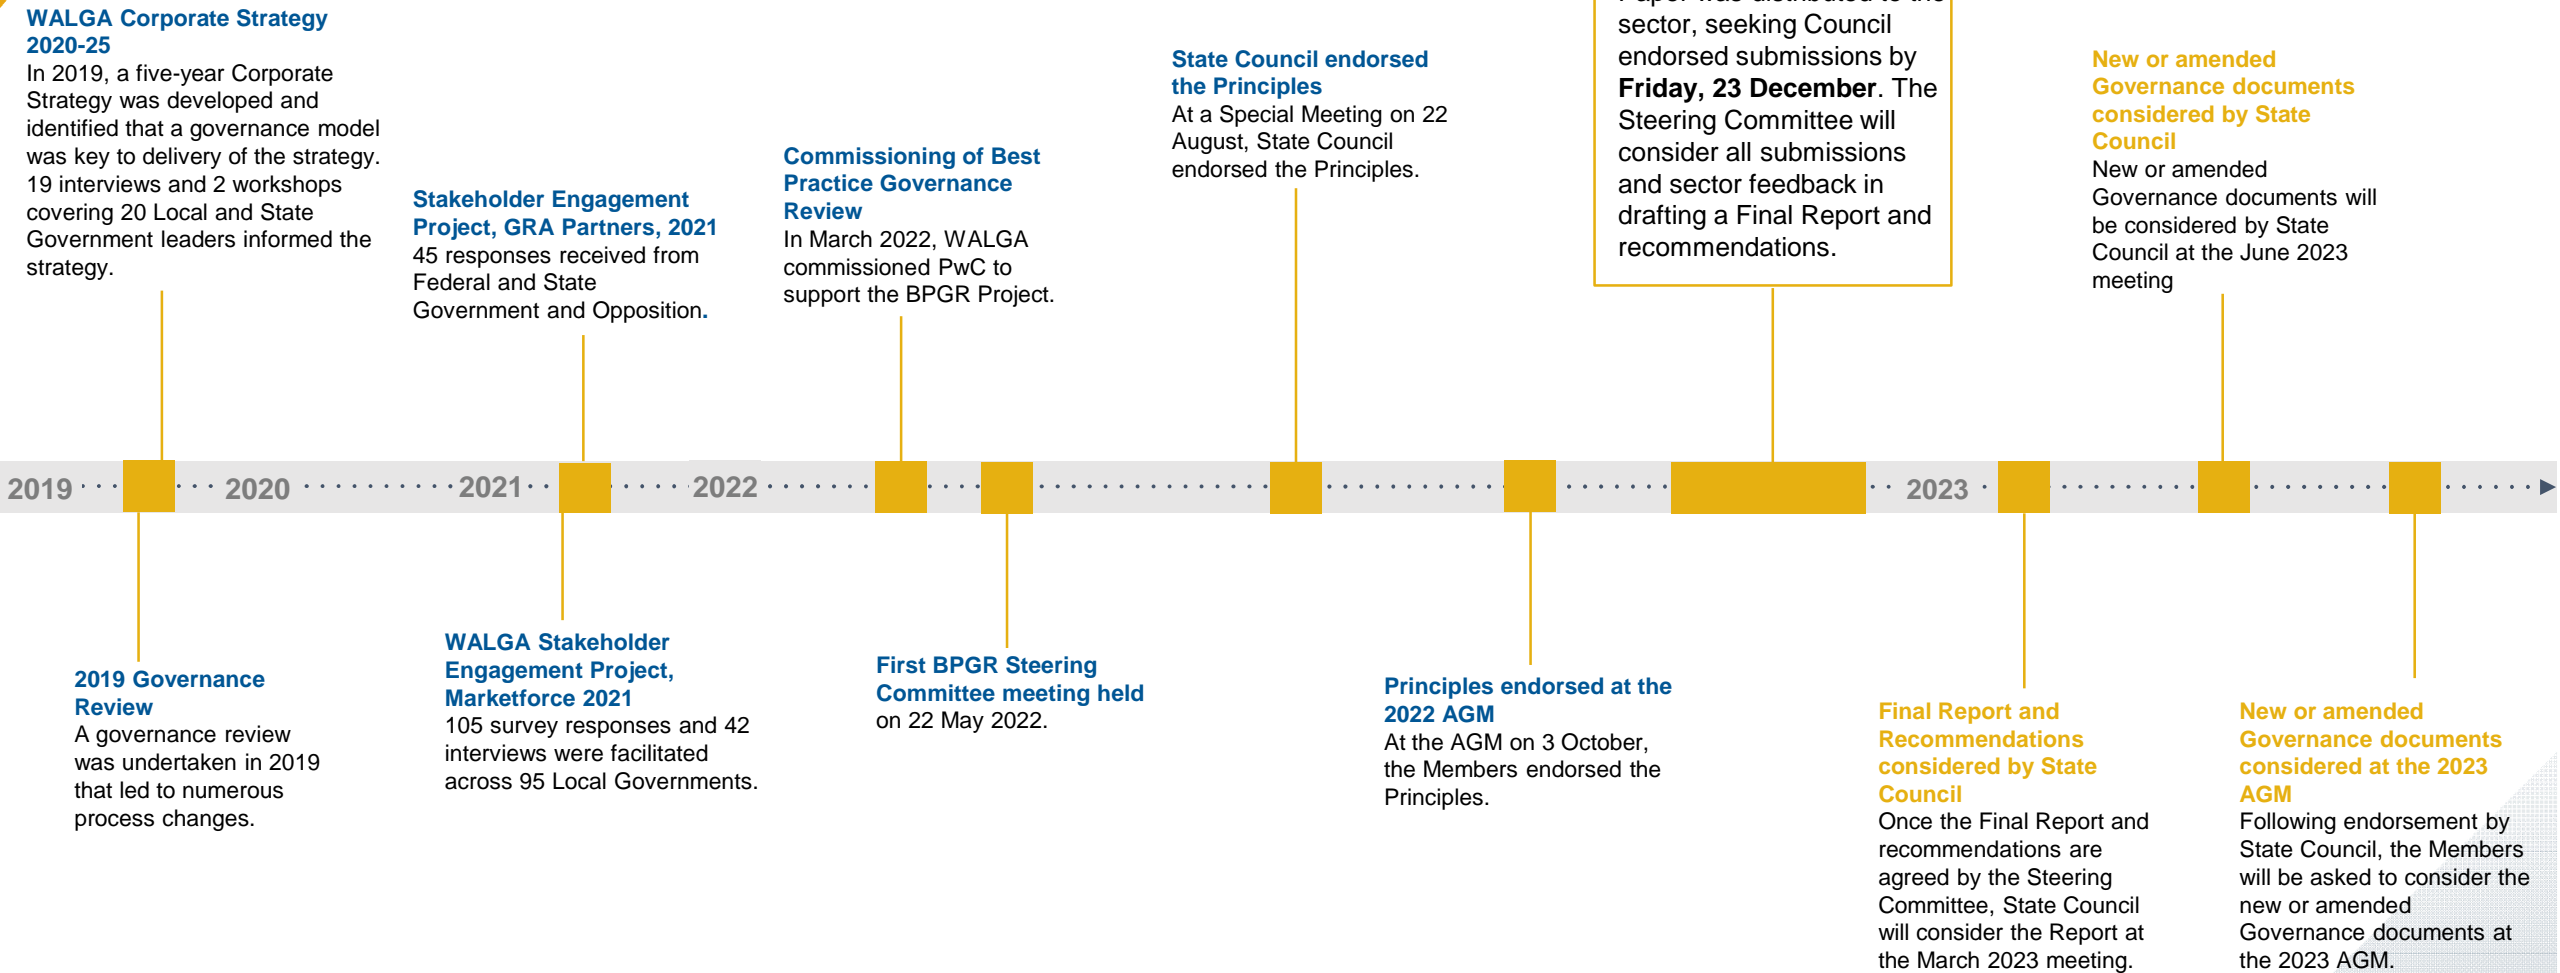 WALGA Corporate Strategy
2020-25
In 2019, a five-year Corporate
Strategy was developed and
identified that a governance model
was key to delivery of the strategy.
19 interviews and 2 workshops
covering 20 Local and State
Government leaders informed the
strategy.
Stakeholder Engagement
Project, GRA Partners, 2021
45 responses received from
Federal and State
Government and Opposition.
Commissioning of Best
Practice Governance
Review
In March 2022, WALGA
commissioned PwC to
support the BPGR Project.
State Council endorsed
the Principles
At a Special Meeting on 22
August, State Council
endorsed the Principles.
sector, seeking Council
endorsed submissions by
Friday, 23 December. The
Steering Committee will
consider all submissions
and sector feedback in
drafting a Final Report and
recommendations.
New or amended
Governance documents
considered by State
Council
New or amended
Governance documents will
be considered by State
Council at the June 2023
meeting
2019 2020 2021 2022 2023
2019 Governance
Review
A governance review
was undertaken in 2019
that led to numerous
process changes.
WALGA Stakeholder
Engagement Project,
Marketforce 2021
105 survey responses and 42
interviews were facilitated
across 95 Local Governments.
First BPGR Steering
Committee meeting held
on 22 May 2022.
Principles endorsed at the
2022 AGM
At the AGM on 3 October,
the Members endorsed the
Principles.
Final Report and
Recommendations
considered by State
Council
Once the Final Report and
recommendations are
agreed by the Steering
Committee, State Council
will consider the Report at
the March 2023 meeting.
New or amended
Governance documents
considered at the 2023
AGM
Following endorsement by
State Council, the Members
will be asked to consider the
new or amended
Governance documents at
the 2023 AGM.